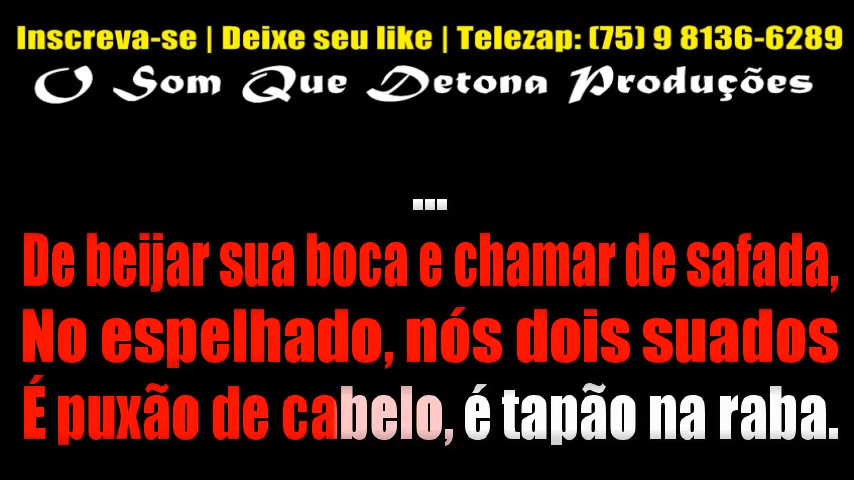 Inscreva-se | Deixe seu like | Telezap: (75) 9 8136-6289
O Som Que Detona Produções
...
De beijar sua boca e chamar de safada,
No espelhado, nós dois suados
É puxão de cabelo, é tapão na raba.